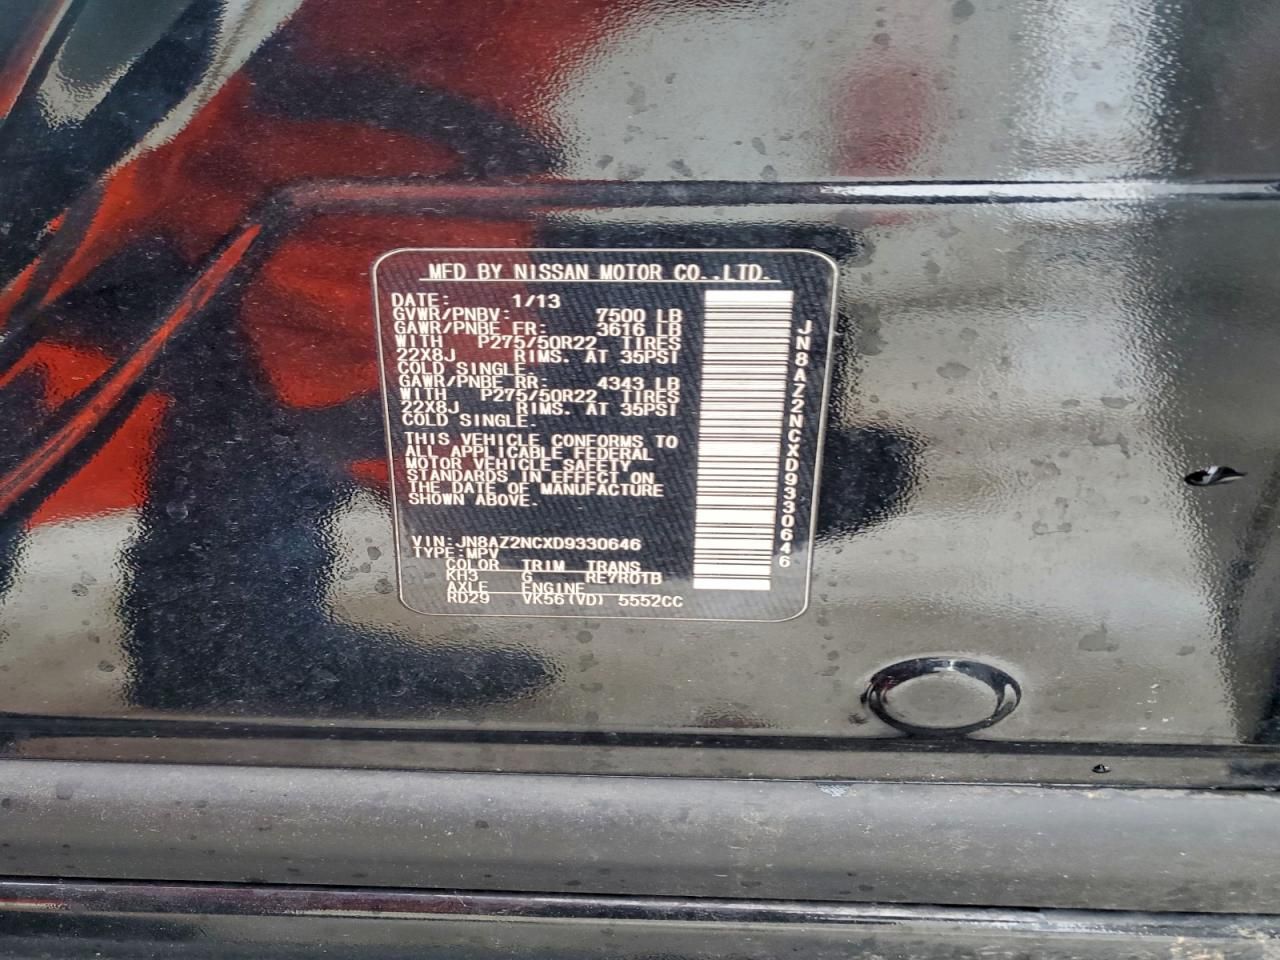 MFD BY NISSAN MOTOR CO.,LTD.
DATE: 1/13
GVWR/PNBV: 7500 LB
GAWR/PNBE FR: 3616 LB
WITH P275/50R22 TIRES
22X8J RIMS. AT 35PSI
COLD SINGLE.
GAWR/PNBE RR: 4343 LB
WITH P275/50R22 TIRES
22X8J RIMS. AT 35PSI
COLD SINGLE.
THIS VEHICLE CONFORMS TO
ALL APPLICABLE FEDERAL
MOTOR VEHICLE SAFETY
STANDARDS IN EFFECT ON
THE DATE OF MANUFACTURE
SHOWN ABOVE.
VIN:JN8AZ2NCXD9330646
TYPE:MPV
COLOR TRIM TRANS
KH3 G RE7R01B
AXLE ENGINE
RD29 VK56(VD) 5552CC
JN8AZ2NCXD9330646